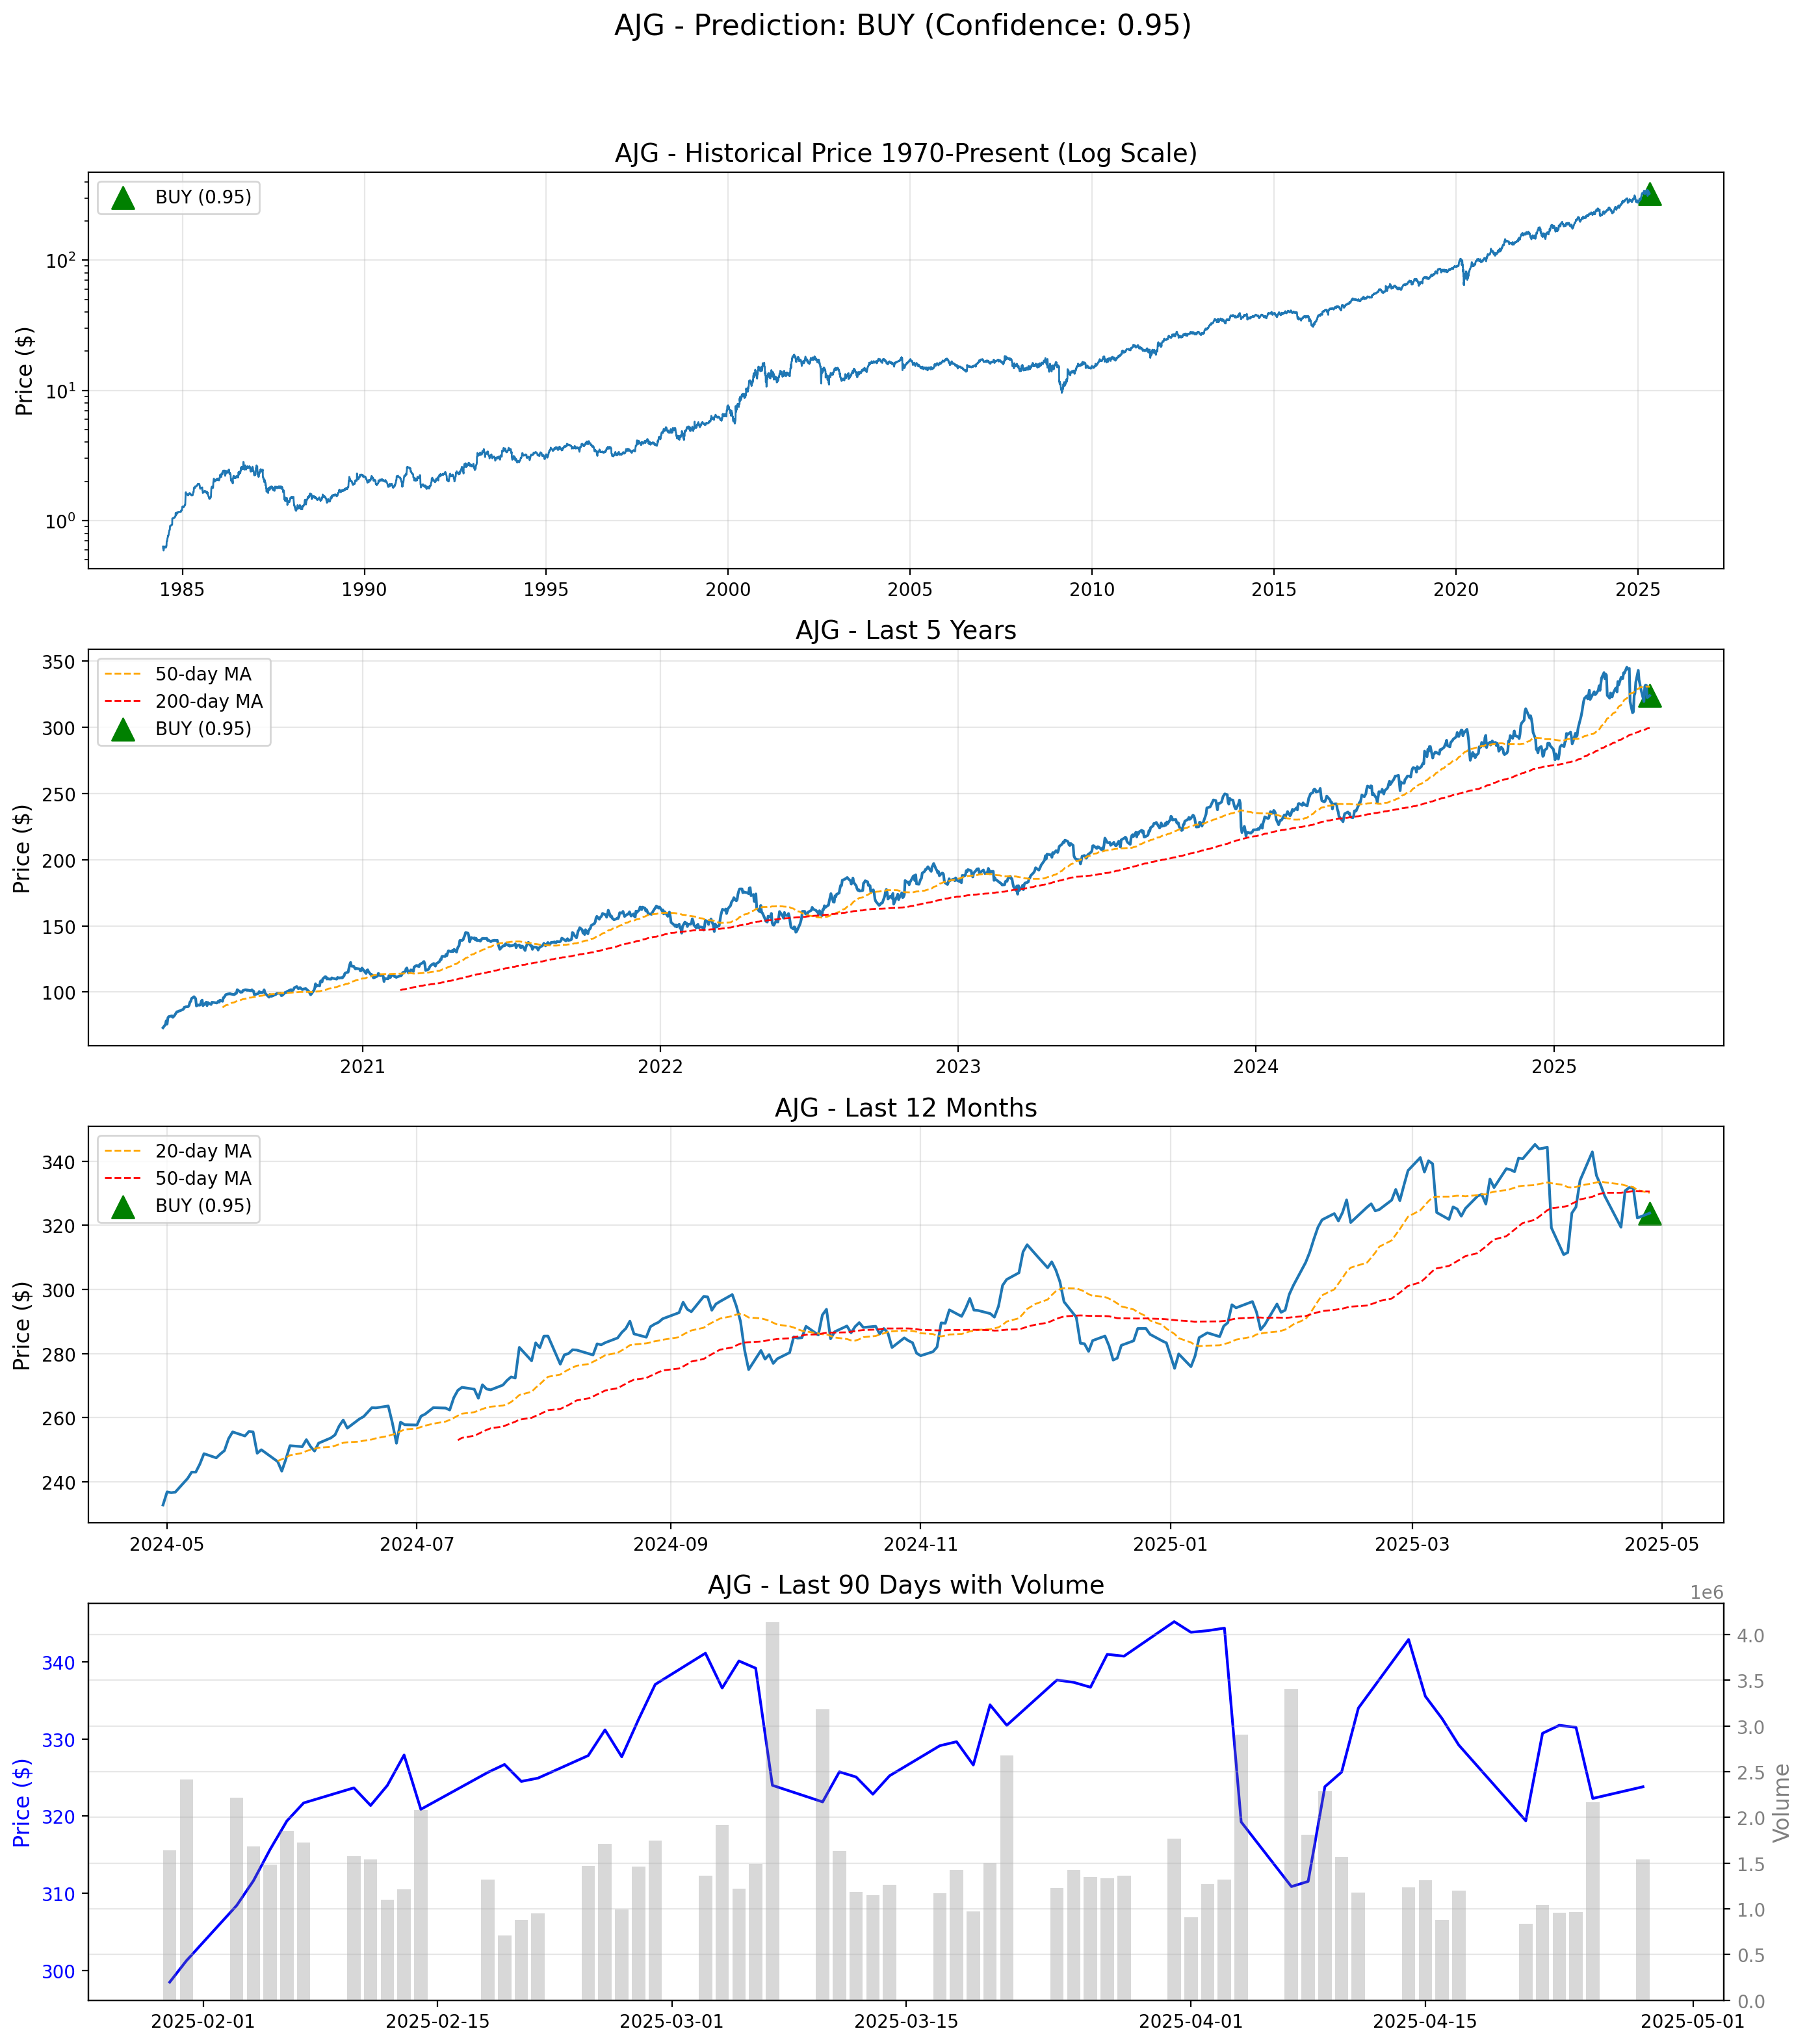 AJG - Prediction: BUY (Confidence: 0.95)
AJG - Historical Price 1970-Present (Log Scale)
BUY (0.95)
Price ($)
10²
10¹
10⁰
1985 1990 1995 2000 2005 2010 2015 2020 2025
AJG - Last 5 Years
50-day MA
200-day MA
BUY (0.95)
Price ($)
350
300
250
200
150
100
2021 2022 2023 2024 2025
AJG - Last 12 Months
20-day MA
50-day MA
BUY (0.95)
Price ($)
340
320
300
280
260
240
2024-05 2024-07 2024-09 2024-11 2025-01 2025-03 2025-05
AJG - Last 90 Days with Volume
1e6
Price ($)
340
330
320
310
300
4.0
3.5
3.0
2.5
2.0
1.5
1.0
0.5
0.0
Volume
2025-02-01 2025-02-15 2025-03-01 2025-03-15 2025-04-01 2025-04-15 2025-05-01